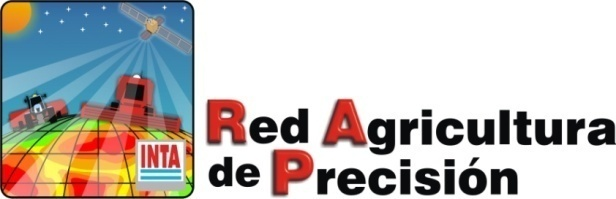 INTA
Red Agricultura
de Precisión